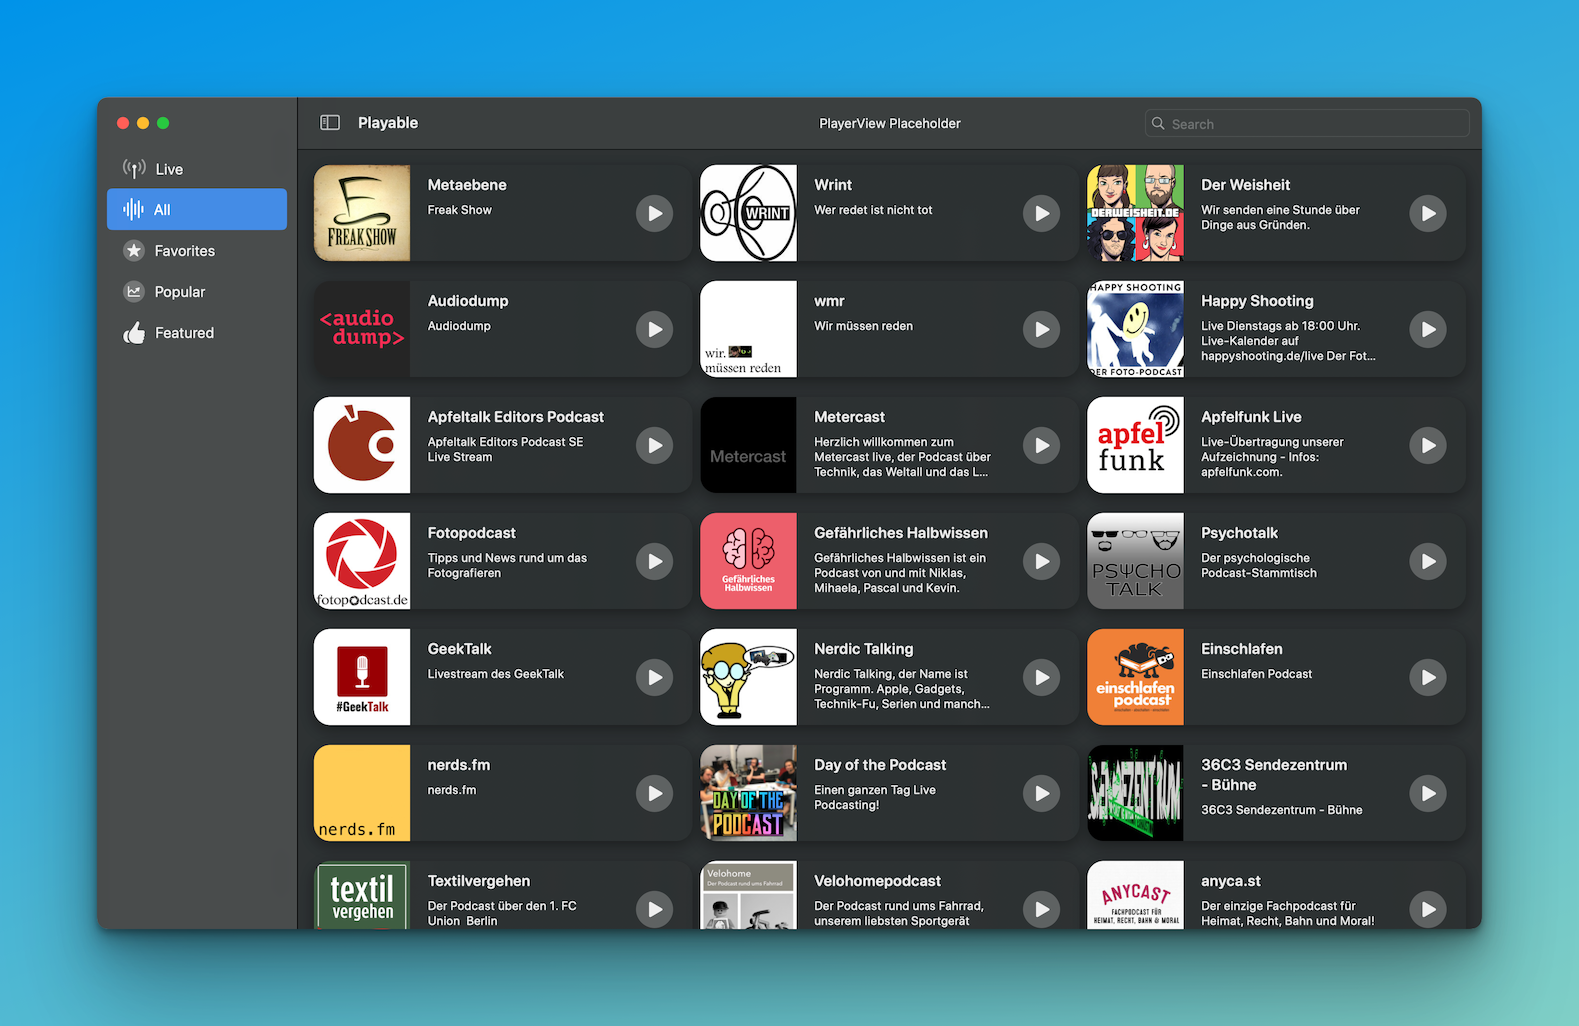 Playable
PlayerView Placeholder
Search
Live
All
Favorites
Popular
Featured
FREAK SHOW
Metaebene
Freak Show
WRINT
Wrint
Wer redet ist nicht tot
DERWEISHEIT.DE
Der Weisheit
Wir senden eine Stunde über
Dinge aus Gründen.
<audio
dump>
Audiodump
Audiodump
wir.
müssen reden
wmr
Wir müssen reden
HAPPY SHOOTING
DER FOTO-PODCAST
Happy Shooting
Live Dienstags ab 18:00 Uhr.
Live-Kalender auf
happyshooting.de/live Der Fot...
Apfeltalk Editors Podcast
Apfeltalk Editors Podcast SE
Live Stream
Metercast
Metercast
Herzlich willkommen zum
Metercast live, der Podcast über
Technik, das Weltall und das L...
apfel
funk
Apfelfunk Live
Live-Übertragung unserer
Aufzeichnung - Infos:
apfelfunk.com.
fotopodcast.de
Fotopodcast
Tipps und News rund um das
Fotografieren
Gefährliches
Halbwissen
Gefährliches Halbwissen
Gefährliches Halbwissen ist ein
Podcast von und mit Niklas,
Mihaela, Pascal und Kevin.
PSYCHO
TALK
Psychotalk
Der psychologische
Podcast-Stammtisch
#GeekTalk
GeekTalk
Livestream des GeekTalk
Nerdic Talking
Nerdic Talking, der Name ist
Programm. Apple, Gadgets,
Technik-Fu, Serien und manch...
einschlafen
podcast
Einschlafen
Einschlafen Podcast
nerds.fm
nerds.fm
nerds.fm
DAY OF THE
PODCAST
Day of the Podcast
Einen ganzen Tag Live
Podcasting!
SENDEZENTRUM
36C3 Sendezentrum
- Bühne
36C3 Sendezentrum - Bühne
textil
vergehen
Textilvergehen
Der Podcast über den 1. FC
Union Berlin
Velohome
Der Podcast rund ums Fahrrad
Velohomepodcast
Der Podcast rund ums Fahrrad,
unserem liebsten Sportgerät
ANYCAST
FACHPODCAST FÜR
HEIMAT, RECHT, BAHN & MORAL
anyca.st
Der einzige Fachpodcast für
Heimat, Recht, Bahn und Moral!